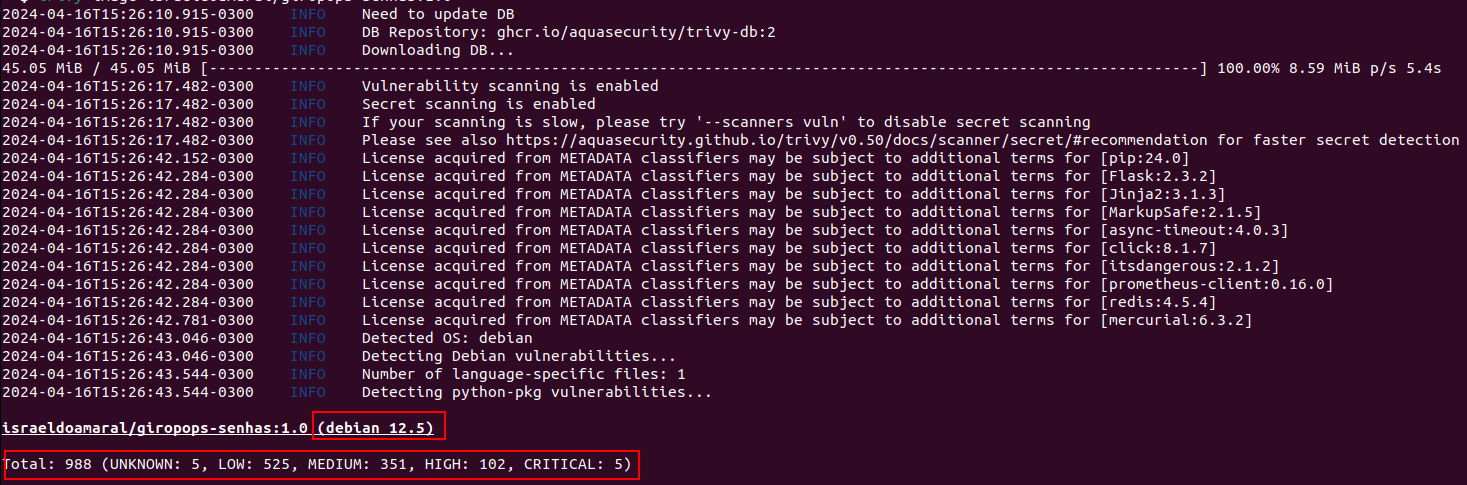 2024-04-16T15:26:10.915-0300 INFO Need to update DB
2024-04-16T15:26:10.915-0300 INFO DB Repository: ghcr.io/aquasecurity/trivy-db:2
2024-04-16T15:26:10.915-0300 INFO Downloading DB...
45.05 MiB / 45.05 MiB [--------------------------------------------------------------------------------------------------------------] 100.00% 8.59 MiB p/s 5.4s
2024-04-16T15:26:17.482-0300 INFO Vulnerability scanning is enabled
2024-04-16T15:26:17.482-0300 INFO Secret scanning is enabled
2024-04-16T15:26:17.482-0300 INFO If your scanning is slow, please try '--scanners vuln' to disable secret scanning
2024-04-16T15:26:17.482-0300 INFO Please see also https://aquasecurity.github.io/trivy/v0.50/docs/scanner/secret/#recommendation for faster secret detection
2024-04-16T15:26:42.152-0300 INFO License acquired from METADATA classifiers may be subject to additional terms for [pip:24.0]
2024-04-16T15:26:42.284-0300 INFO License acquired from METADATA classifiers may be subject to additional terms for [Flask:2.3.2]
2024-04-16T15:26:42.284-0300 INFO License acquired from METADATA classifiers may be subject to additional terms for [Jinja2:3.1.3]
2024-04-16T15:26:42.284-0300 INFO License acquired from METADATA classifiers may be subject to additional terms for [MarkupSafe:2.1.5]
2024-04-16T15:26:42.284-0300 INFO License acquired from METADATA classifiers may be subject to additional terms for [async-timeout:4.0.3]
2024-04-16T15:26:42.284-0300 INFO License acquired from METADATA classifiers may be subject to additional terms for [click:8.1.7]
2024-04-16T15:26:42.284-0300 INFO License acquired from METADATA classifiers may be subject to additional terms for [itsdangerous:2.1.2]
2024-04-16T15:26:42.284-0300 INFO License acquired from METADATA classifiers may be subject to additional terms for [prometheus-client:0.16.0]
2024-04-16T15:26:42.284-0300 INFO License acquired from METADATA classifiers may be subject to additional terms for [redis:4.5.4]
2024-04-16T15:26:42.781-0300 INFO License acquired from METADATA classifiers may be subject to additional terms for [mercurial:6.3.2]
2024-04-16T15:26:43.046-0300 INFO Detected OS: debian
2024-04-16T15:26:43.046-0300 INFO Detecting Debian vulnerabilities...
2024-04-16T15:26:43.544-0300 INFO Number of language-specific files: 1
2024-04-16T15:26:43.544-0300 INFO Detecting python-pkg vulnerabilities...
israeldoamaral/giropops-senhas:1.0 (debian 12.5)
Total: 988 (UNKNOWN: 5, LOW: 525, MEDIUM: 351, HIGH: 102, CRITICAL: 5)